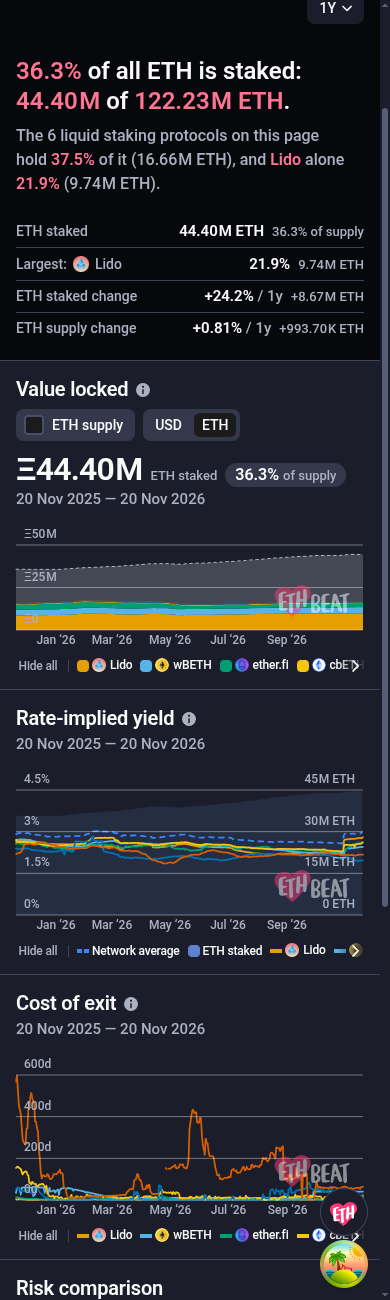 1Y
36.3% of all ETH is staked:
44.40M of 122.23M ETH.
The 6 liquid staking protocols on this page
hold 37.5% of it (16.66M ETH), and Lido alone
21.9% (9.74M ETH).
ETH staked 44.40M ETH 36.3% of supply
Largest: Lido 21.9% 9.74M ETH
ETH staked change +24.2% / 1y +8.67M ETH
ETH supply change +0.81% / 1y +993.70K ETH
Value locked
ETH supply USD ETH
Ξ44.40M ETH staked 36.3% of supply
20 Nov 2025 — 20 Nov 2026
Ξ50M
Ξ25M
ETH BEAT
Ξ0
Jan ‘26 Mar ‘26 May ‘26 Jul ‘26 Sep ‘26
Hide all Lido wBETH ether.fi cbETH
Rate-implied yield
20 Nov 2025 — 20 Nov 2026
4.5% 45M ETH
3% 30M ETH
1.5% 15M ETH
ETH BEAT
0% 0 ETH
Jan ‘26 Mar ‘26 May ‘26 Jul ‘26 Sep ‘26
Hide all Network average ETH staked Lido
Cost of exit
20 Nov 2025 — 20 Nov 2026
600d
400d
200d
ETH BEAT
0d
Jan ‘26 Mar ‘26 May ‘26 Jul ‘26 Sep ‘26
ETH
Hide all Lido wBETH ether.fi
Risk comparison